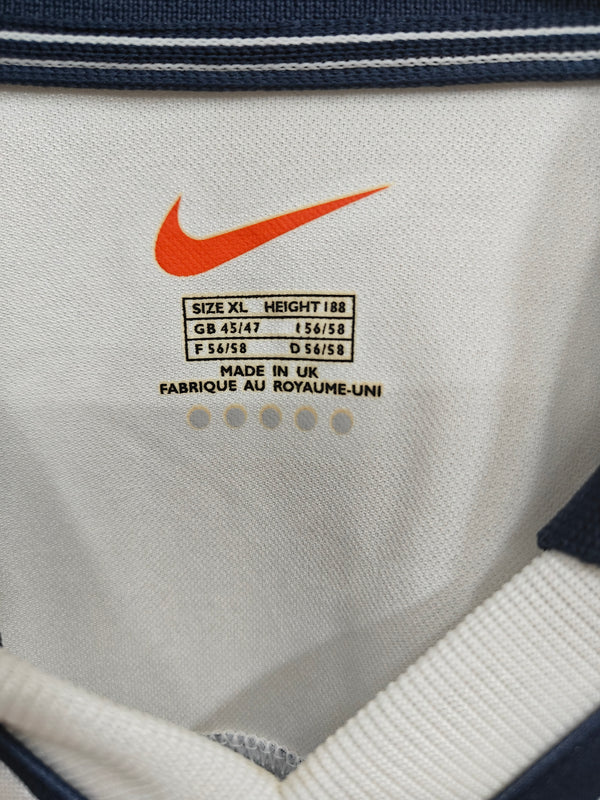 SIZE XL HEIGHT 188
GB 45/47 I 56/58
F 56/58 D 56/58
MADE IN UK
FABRIQUE AU ROYAUME-UNI